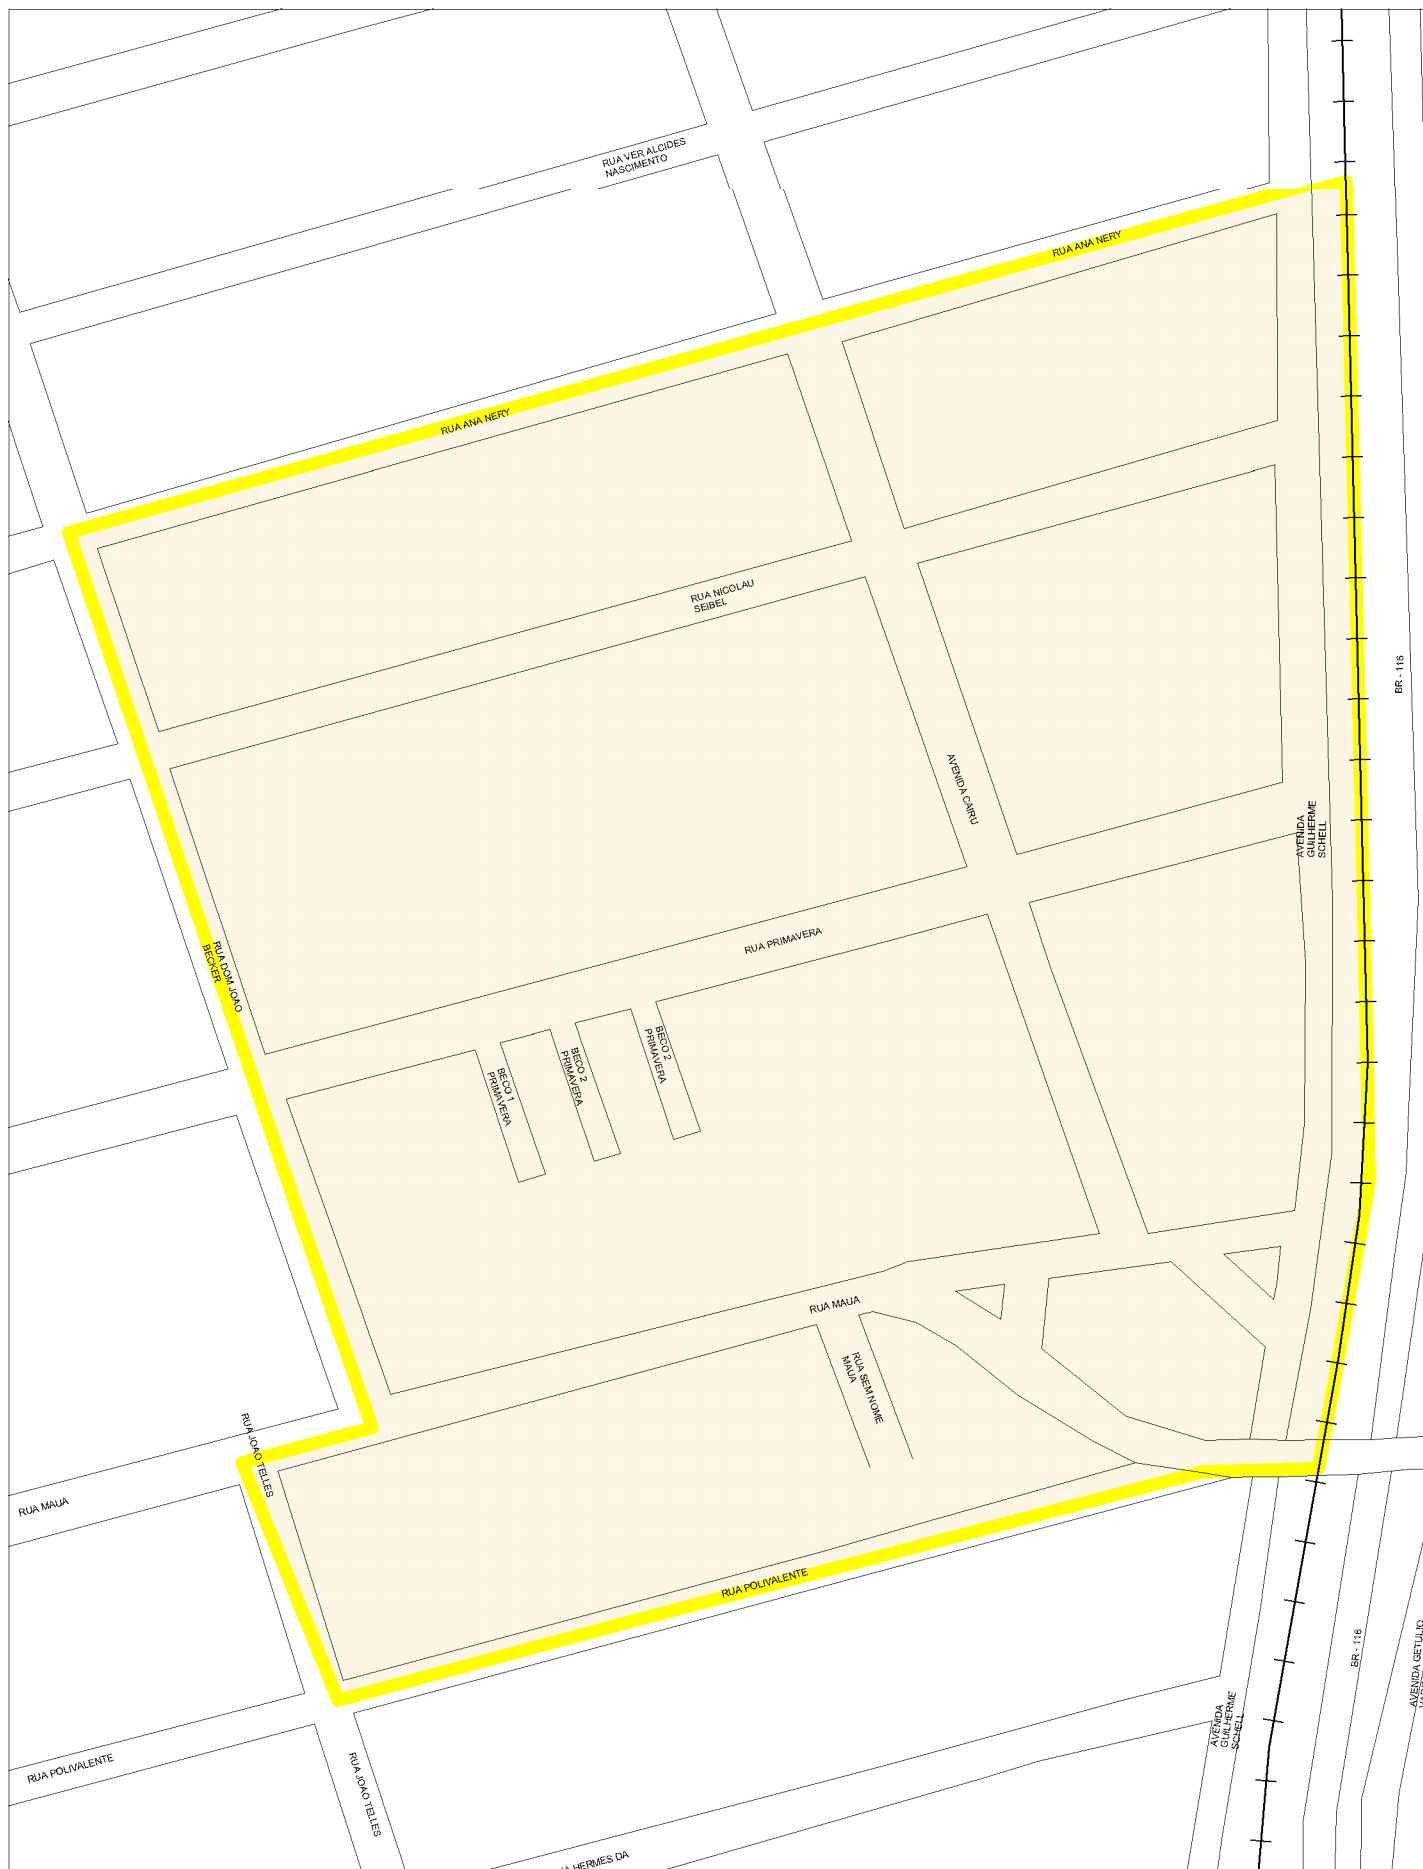 RUA VER ALCIDES
NASCIMENTO
RUA ANA NERY
RUA ANA NERY
RUA NICOLAU
SEIBEL
BR - 116
AVENIDA CAIRU
AVENIDA
GUILHERME
SCHELL
RUA PRIMAVERA
RUA DOM JOAO
BECKER
BECO 2
PRIMAVERA
BECO 2
PRIMAVERA
BECO 1
PRIMAVERA
RUA MAUA
RUA SEM NOME
MAUA
RUA JOAO TELLES
RUA MAUA
RUA POLIVALENTE
BR - 116
AVENIDA GETULIO
AVENIDA
GUILHERME
SCHELL
RUA POLIVALENTE
RUA JOAO TELLES
HERMES DA